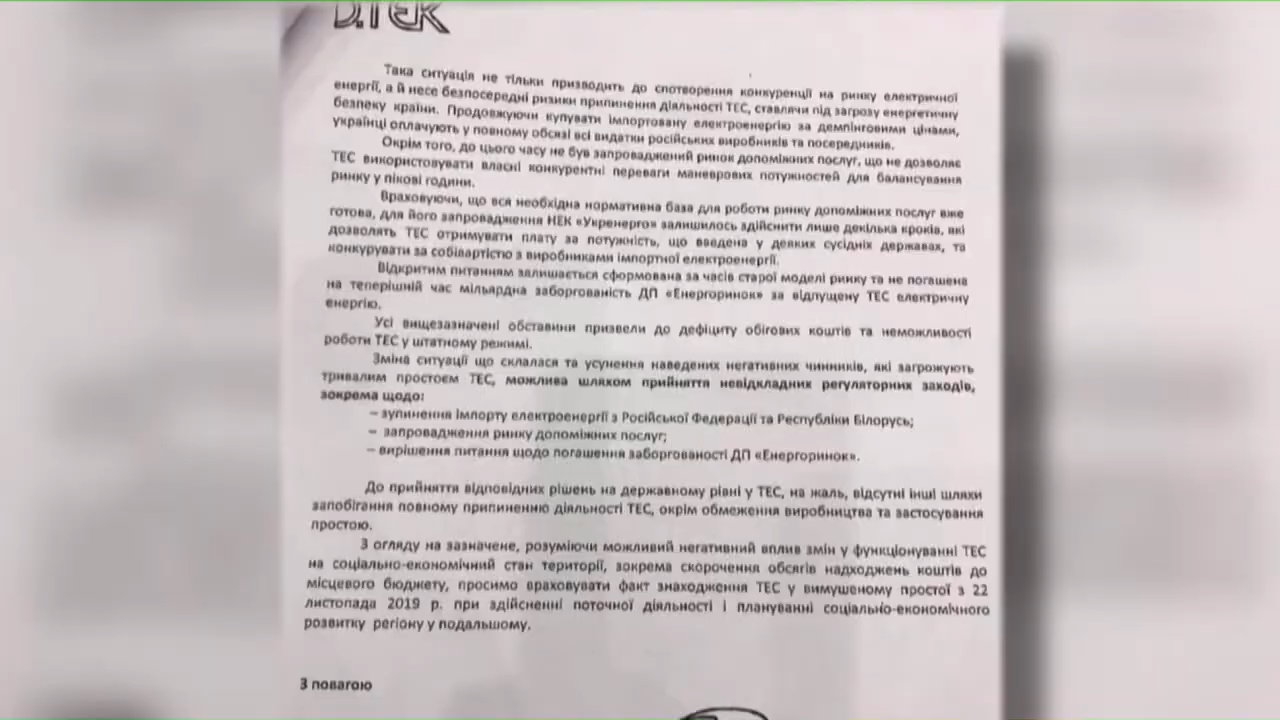 D.TEK
Така ситуація не тільки призводить до спотворення конкуренції на ринку електричної
енергії, а й несе безпосередні ризики припинення діяльності ТЕС, ставлячи під загрозу енергетичну
безпеку країни. Продовжуючи купувати імпортовану електроенергію за демпінговими цінами,
українці оплачують у повному обсязі всі видатки російських виробників та посередників.
Окрім того, до цього часу не був запроваджений ринок допоміжних послуг, що не дозволяє
ТЕС використовувати власні конкурентні переваги маневрових потужностей для балансування
ринку у пікові години.
Враховуючи, що вся необхідна нормативна база для роботи ринку допоміжних послуг вже
готова, для його запровадження НЕК «Укренерго» залишилось здійснити лише декілька кроків, які
дозволять ТЕС отримувати плату за потужність, що введена у деяких сусідніх державах, та
конкурувати за собівартістю з виробниками імпортної електроенергії.
Відкритим питанням залишається сформована за часів старої моделі ринку та не погашена
на теперішній час мільярдна заборгованість ДП «Енергоринок» за відпущену ТЕС електричну
енергію.
Усі вищезазначені обставини призвели до дефіциту обігових коштів та неможливості
роботи ТЕС у штатному режимі.
Зміна ситуації що склалася та усунення наведених негативних чинників, які загрожують
тривалим простоєм ТЕС, можлива шляхом прийняття невідкладних регуляторних заходів,
зокрема щодо:
– зупинення імпорту електроенергії з Російської Федерації та Республіки Білорусь;
– запровадження ринку допоміжних послуг;
– вирішення питання щодо погашення заборгованості ДП «Енергоринок».
До прийняття відповідних рішень на державному рівні у ТЕС, на жаль, відсутні інші шляхи
запобігання повному припиненню діяльності ТЕС, окрім обмеження виробництва та застосування
простою.
З огляду на зазначене, розуміючи можливий негативний вплив змін у функціонуванні ТЕС
на соціально-економічний стан території, зокрема скорочення обсягів надходжень коштів до
місцевого бюджету, просимо враховувати факт знаходження ТЕС у вимушеному простої з 22
листопада 2019 р. при здійсненні поточної діяльності і плануванні соціально-економічного
розвитку регіону у подальшому.
З повагою